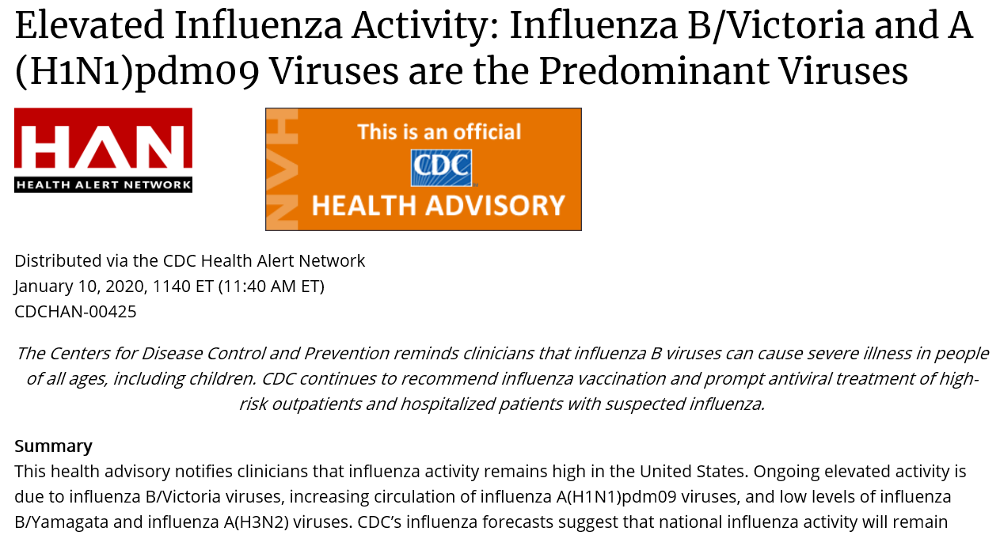 Elevated Influenza Activity: Influenza B/Victoria and A
(H1N1)pdm09 Viruses are the Predominant Viruses
HAN
HEALTH ALERT NETWORK
HAN
This is an official
CDC
HEALTH ADVISORY
Distributed via the CDC Health Alert Network
January 10, 2020, 1140 ET (11:40 AM ET)
CDCHAN-00425
The Centers for Disease Control and Prevention reminds clinicians that influenza B viruses can cause severe illness in people
of all ages, including children. CDC continues to recommend influenza vaccination and prompt antiviral treatment of high-
risk outpatients and hospitalized patients with suspected influenza.
Summary
This health advisory notifies clinicians that influenza activity remains high in the United States. Ongoing elevated activity is
due to influenza B/Victoria viruses, increasing circulation of influenza A(H1N1)pdm09 viruses, and low levels of influenza
B/Yamagata and influenza A(H3N2) viruses. CDC’s influenza forecasts suggest that national influenza activity will remain